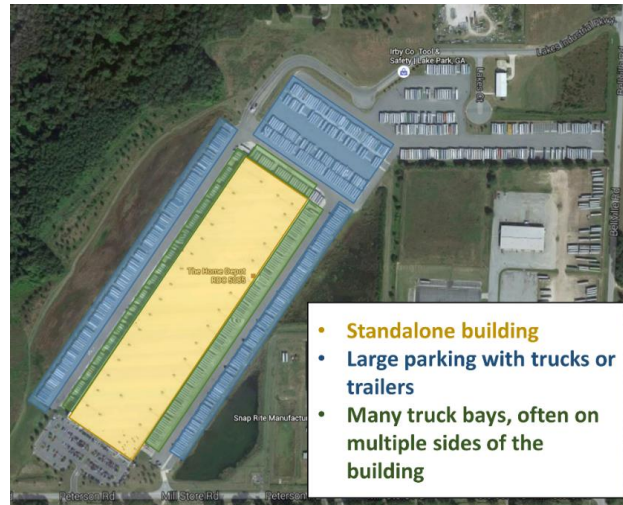 Irby Co. Tool &
Safety | Lake Park, GA
Lakes Industrial Pkwy
The Home Depot
Snap Rite Manufactu
Peterson Rd
Mill Store Rd
Peterson
• Standalone building
• Large parking with trucks or
trailers
• Many truck bays, often on
multiple sides of the
building